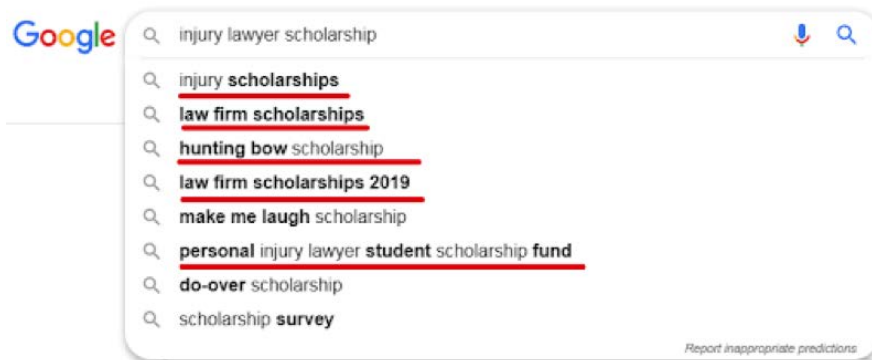 Google
injury lawyer scholarship
injury scholarships
law firm scholarships
hunting bow scholarship
law firm scholarships 2019
make me laugh scholarship
personal injury lawyer student scholarship fund
do-over scholarship
scholarship survey
Report inappropriate predictions